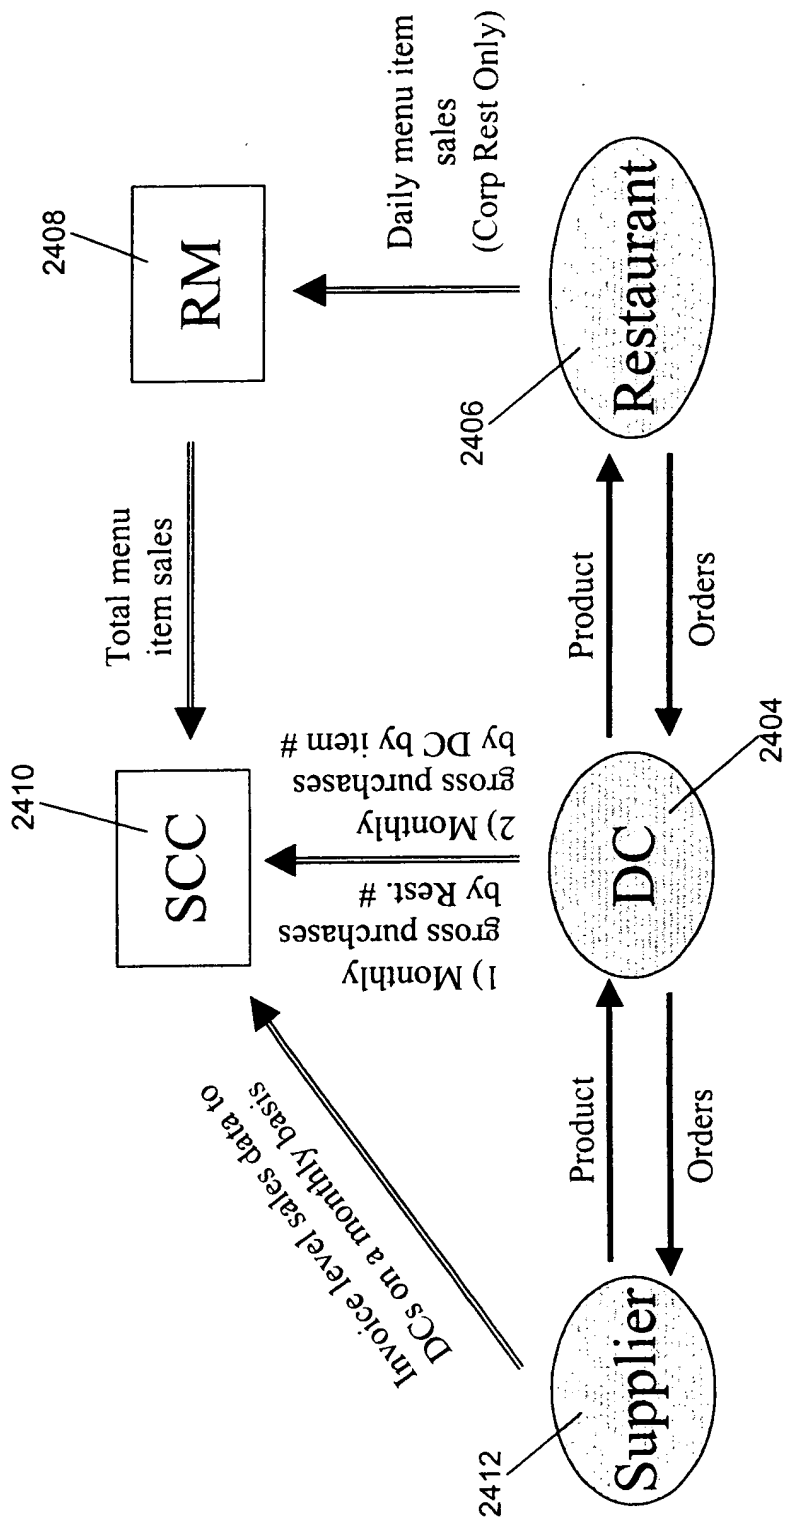 2410
SCC
Total menu
item sales
2408
RM
Invoice level sales data to
DCs on a monthly basis
1) Monthly
gross purchases
by Rest. #
2) Monthly
gross purchases
by DC by item #
Daily menu item
sales
(Corp Rest Only)
2412
Supplier
Product
Orders
DC
2404
Product
Orders
2406
Restaurant